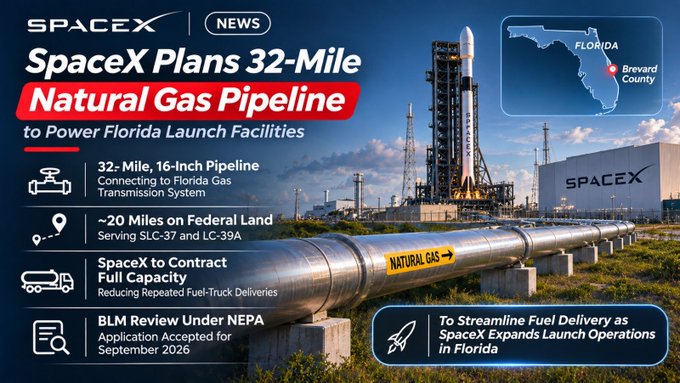 SPACEX
NEWS
SpaceX Plans 32-Mile
Natural Gas Pipeline
to Power Florida Launch Facilities
32-Mile, 16-Inch Pipeline
Connecting to Florida Gas
Transmission System
~20 Miles on Federal Land
Serving SLC-37 and LC-39A
SpaceX to Contract
Full Capacity
Reducing Repeated Fuel-Truck Deliveries
BLM Review Under NEPA
Application Accepted for
September 2026
FLORIDA
Brevard
County
SPACEX
SPACEX
NATURAL GAS
To Streamline Fuel Delivery as
SpaceX Expands Launch Operations
in Florida